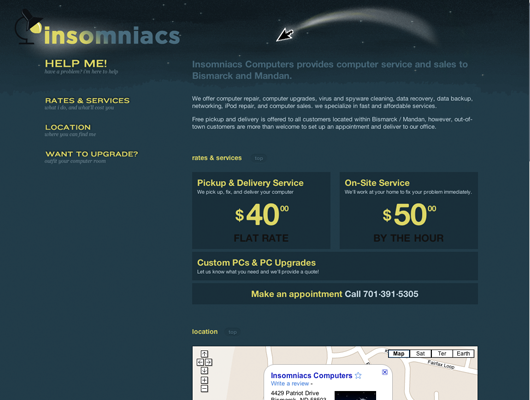 insomniacs
HELP ME!
have a problem? I'm here to help
RATES & SERVICES
what I do, and what'll cost you
LOCATION
where you can find me
WANT TO UPGRADE?
outfit your computer room
Insomniacs Computers provides computer service and sales to
Bismarck and Mandan.
We offer computer repair, computer upgrades, virus and spyware cleaning, data recovery, data backup,
networking, iPod repair, and computer sales. we specialize in fast and affordable services.
Free pickup and delivery is offered to all customers located within Bismarck / Mandan, however, out-of-
town customers are more than welcome to set up an appointment and deliver to our office.
rates & services top
Pickup & Delivery Service
We pick up, fix, and deliver your computer
$40 00
FLAT RATE
On-Site Service
We'll work at your home to fix your problem immediately.
$50 00
BY THE HOUR
Custom PCs & PC Upgrades
Let us know what you need and we'll provide a quote!
Make an appointment Call 701-391-5305
location top
Map Sat Ter Earth
Fairfax Loop
Insomniacs Computers
Write a review
4429 Patriot Drive